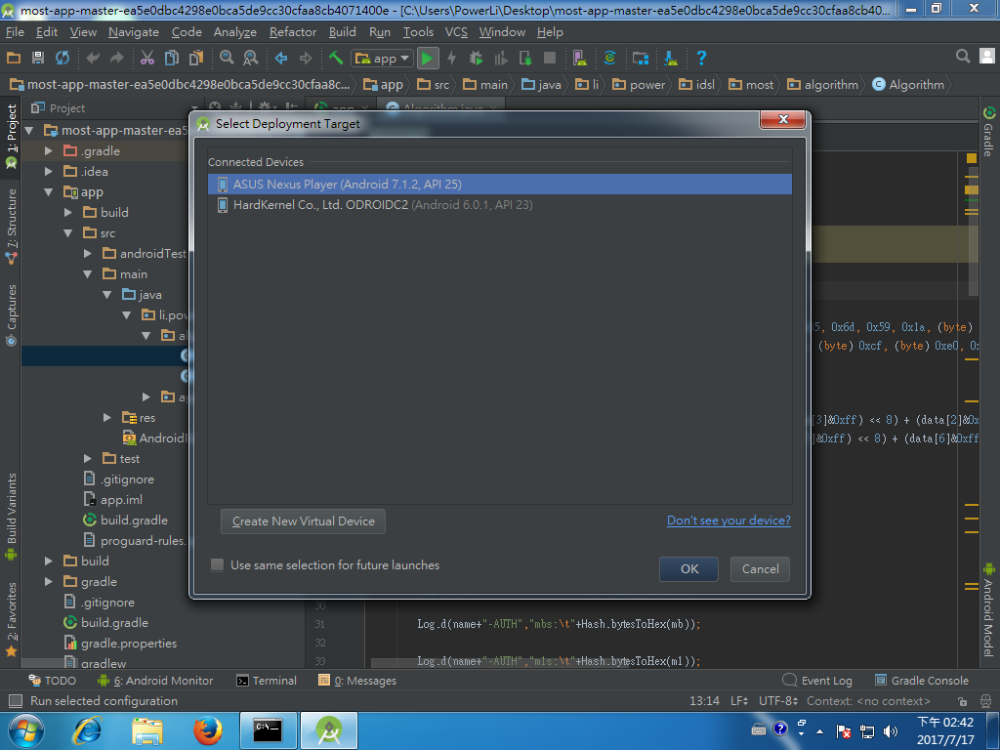 most-app-master-ea5e0dbc4298e0bca5de9cc30cfaa8cb4071400e - [C:\Users\PowerLi\Desktop\most-app-master-ea5e0dbc4298e0bca5de9cc30cfaa8cb40...
File Edit View Navigate Code Analyze Refactor Build Run Tools VCS Window Help
app
most-app-master-ea5e0dbc4298e0bca5de9cc30cfaa8c... app src main java li power idsl most algorithm Algorithm
1: Project
Project
app
Algorithm.java
Gradle
most-app-master-ea5
.gradle
.idea
app
build
src
androidTest
main
java
li.pow
al
ap
res
AndroidM
test
.gitignore
app.iml
build.gradle
proguard-rules.
build
gradle
.gitignore
build.gradle
gradle.properties
gradlew
7: Structure
Captures
Build Variants
2: Favorites
Select Deployment Target
Connected Devices
ASUS Nexus Player (Android 7.1.2, API 25)
HardKernel Co., Ltd. ODROIDC2 (Android 6.0.1, API 23)
Create New Virtual Device
Don't see your device?
Use same selection for future launches
OK
Cancel
5, 0x6d, 0x59, 0x1a, (byte)
(byte) 0xcf, (byte) 0xe0, 0x
[3]&0xff) << 8) + (data[2]&0x
]&0xff) << 8) + (data[6]&0xff
30
31 Log.d(name+"-AUTH","mbs:\t"+Hash.bytesToHex(mb));
32
33 Log.d(name+"-AUTH","m1s:\t"+Hash.bytesToHex(m1));
Android Model
TODO 6: Android Monitor Terminal 0: Messages Event Log Gradle Console
Run selected configuration 13:14 LF UTF-8 Context: <no context>
C:\
下午 02:42
2017/7/17